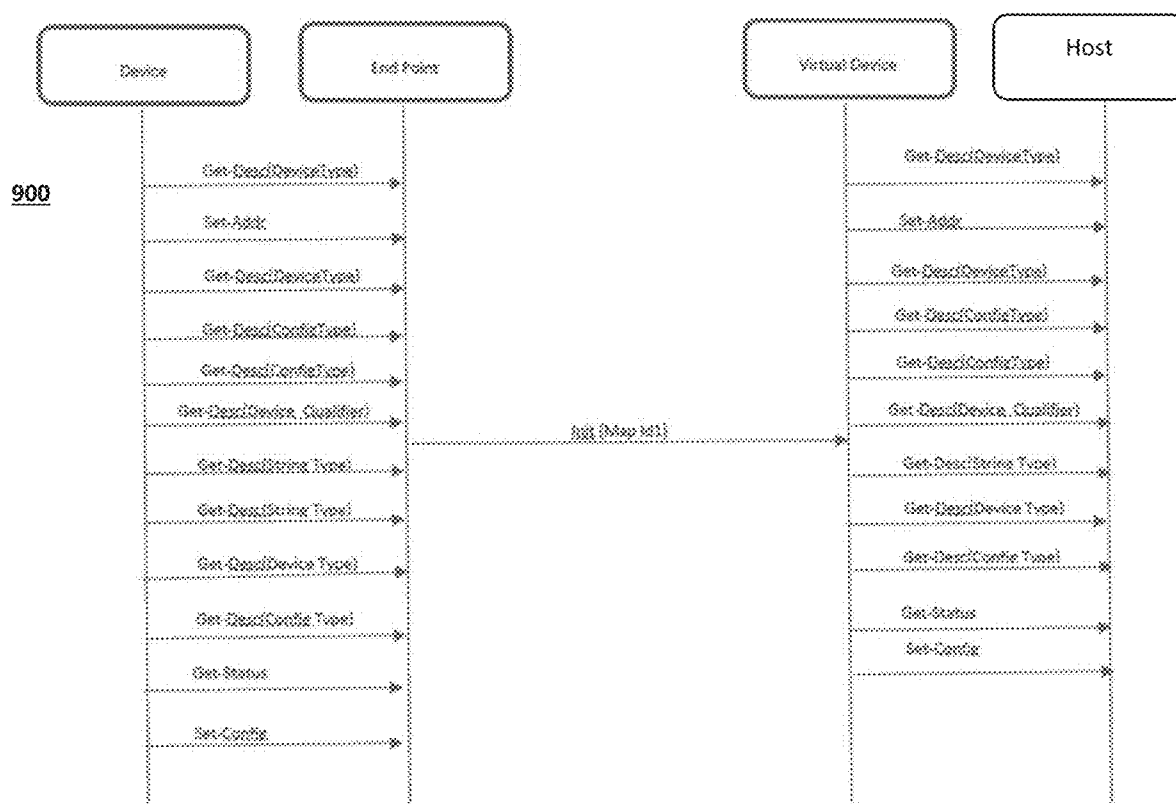 Device
End Point
Virtual Device
Host
900
Get-Desc(DeviceType)
Set-Addr
Get-Desc(DeviceType)
Get-Desc(ConfigType)
Get-Desc(ConfigType)
Get-Desc(Device_Qualifier)
Get-Desc(String Type)
Get-Desc(String Type)
Get-Desc(Device Type)
Get-Desc(Config Type)
Get-Status
Set-Config
Init (Map Id1)
Get-Desc(DeviceType)
Set-Addr
Get-Desc(DeviceType)
Get-Desc(ConfigType)
Get-Desc(ConfigType)
Get-Desc(Device_Qualifier)
Get-Desc(String Type)
Get-Desc(Device Type)
Get-Desc(Config Type)
Get-Status
Set-Config